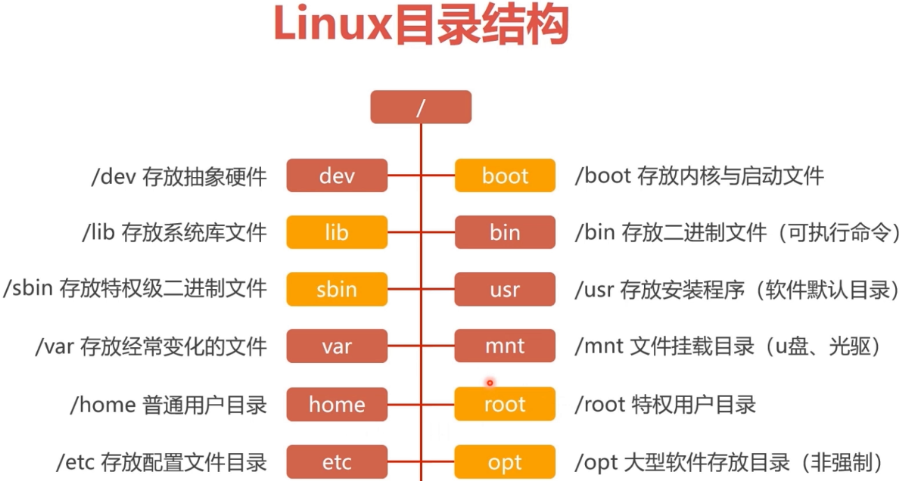 Linux目录结构
/
/dev 存放抽象硬件 dev boot /boot 存放内核与启动文件
/lib 存放系统库文件 lib bin /bin 存放二进制文件（可执行命令）
/sbin 存放特权级二进制文件 sbin usr /usr 存放安装程序（软件默认目录）
/var 存放经常变化的文件 var mnt /mnt 文件挂载目录（u盘、光驱）
/home 普通用户目录 home root /root 特权用户目录
/etc 存放配置文件目录 etc opt /opt 大型软件存放目录（非强制）